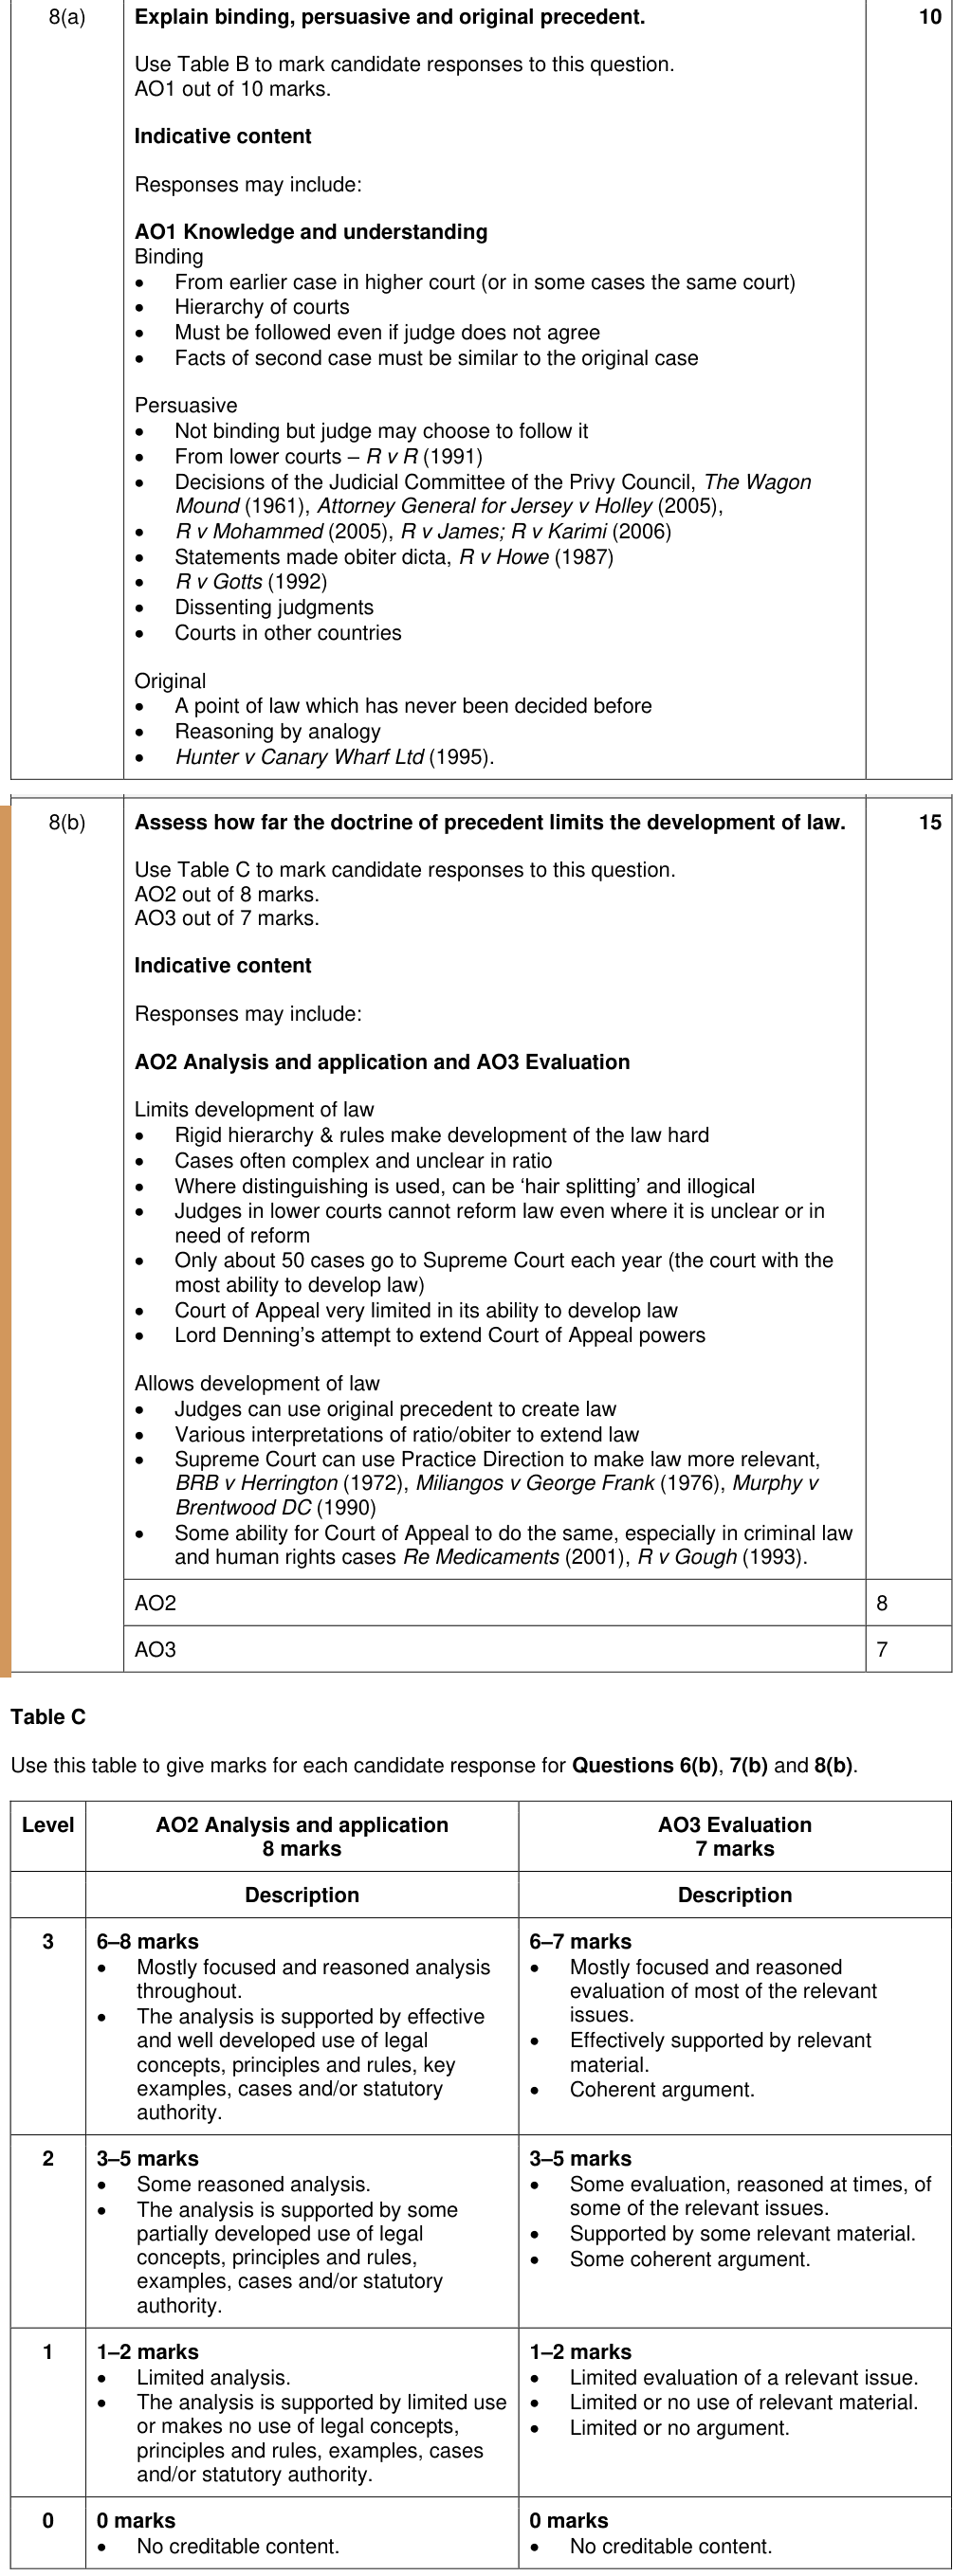 8(a) Explain binding, persuasive and original precedent. 10
Use Table B to mark candidate responses to this question.
AO1 out of 10 marks.
Indicative content
Responses may include:
AO1 Knowledge and understanding
Binding
• From earlier case in higher court (or in some cases the same court)
• Hierarchy of courts
• Must be followed even if judge does not agree
• Facts of second case must be similar to the original case
Persuasive
• Not binding but judge may choose to follow it
• From lower courts – R v R (1991)
• Decisions of the Judicial Committee of the Privy Council, The Wagon
Mound (1961), Attorney General for Jersey v Holley (2005),
• R v Mohammed (2005), R v James; R v Karimi (2006)
• Statements made obiter dicta, R v Howe (1987)
• R v Gotts (1992)
• Dissenting judgments
• Courts in other countries
Original
• A point of law which has never been decided before
• Reasoning by analogy
• Hunter v Canary Wharf Ltd (1995).
8(b) Assess how far the doctrine of precedent limits the development of law. 15
Use Table C to mark candidate responses to this question.
AO2 out of 8 marks.
AO3 out of 7 marks.
Indicative content
Responses may include:
AO2 Analysis and application and AO3 Evaluation
Limits development of law
• Rigid hierarchy & rules make development of the law hard
• Cases often complex and unclear in ratio
• Where distinguishing is used, can be ‘hair splitting’ and illogical
• Judges in lower courts cannot reform law even where it is unclear or in
need of reform
• Only about 50 cases go to Supreme Court each year (the court with the
most ability to develop law)
• Court of Appeal very limited in its ability to develop law
• Lord Denning’s attempt to extend Court of Appeal powers
Allows development of law
• Judges can use original precedent to create law
• Various interpretations of ratio/obiter to extend law
• Supreme Court can use Practice Direction to make law more relevant,
BRB v Herrington (1972), Miliangos v George Frank (1976), Murphy v
Brentwood DC (1990)
• Some ability for Court of Appeal to do the same, especially in criminal law
and human rights cases Re Medicaments (2001), R v Gough (1993).
AO2 8
AO3 7
Table C
Use this table to give marks for each candidate response for Questions 6(b), 7(b) and 8(b).
Level
AO2 Analysis and application
8 marks
AO3 Evaluation
7 marks
Description
Description
3
6–8 marks
• Mostly focused and reasoned analysis
throughout.
• The analysis is supported by effective
and well developed use of legal
concepts, principles and rules, key
examples, cases and/or statutory
authority.
6–7 marks
• Mostly focused and reasoned
evaluation of most of the relevant
issues.
• Effectively supported by relevant
material.
• Coherent argument.
2
3–5 marks
• Some reasoned analysis.
• The analysis is supported by some
partially developed use of legal
concepts, principles and rules,
examples, cases and/or statutory
authority.
3–5 marks
• Some evaluation, reasoned at times, of
some of the relevant issues.
• Supported by some relevant material.
• Some coherent argument.
1
1–2 marks
• Limited analysis.
• The analysis is supported by limited use
or makes no use of legal concepts,
principles and rules, examples, cases
and/or statutory authority.
1–2 marks
• Limited evaluation of a relevant issue.
• Limited or no use of relevant material.
• Limited or no argument.
0
0 marks
• No creditable content.
0 marks
• No creditable content.